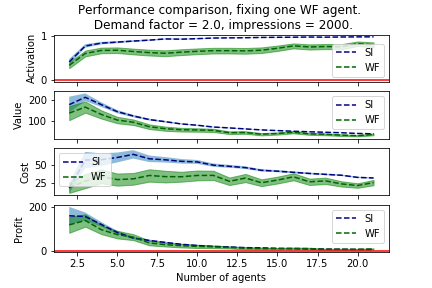 Performance comparison, fixing one WF agent.
Demand factor = 2.0, impressions = 2000.
Activation
1
0
SI
WF
Value
200
100
SI
WF
Cost
50
25
SI
WF
Profit
200
0
SI
WF
2.5 5.0 7.5 10.0 12.5 15.0 17.5 20.0
Number of agents